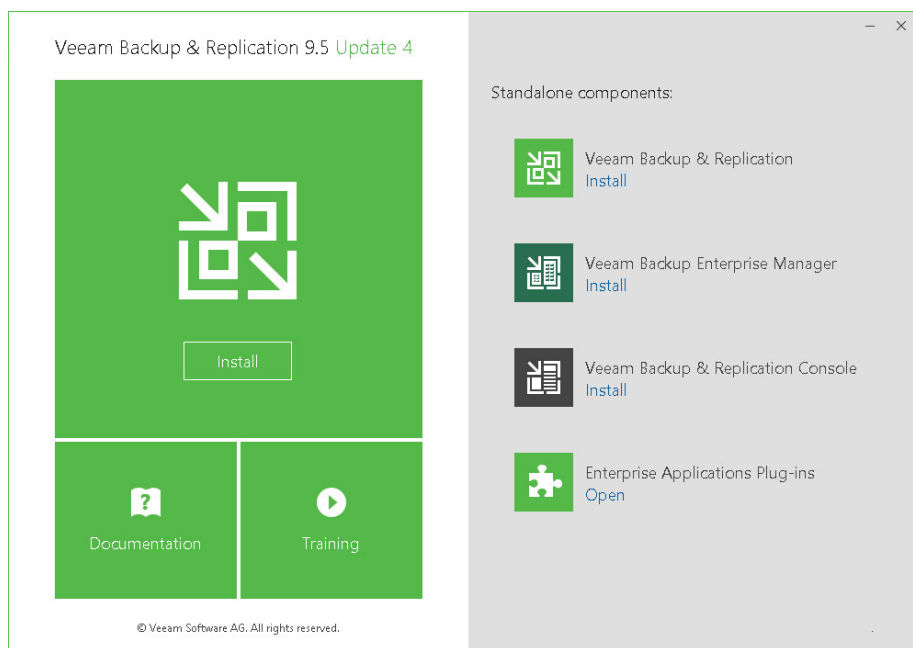 Veeam Backup & Replication 9.5 Update 4
Install
?
Documentation
Training
© Veeam Software AG. All rights reserved.
Standalone components:
Veeam Backup & Replication
Install
Veeam Backup Enterprise Manager
Install
Veeam Backup & Replication Console
Install
Enterprise Applications Plug-ins
Open